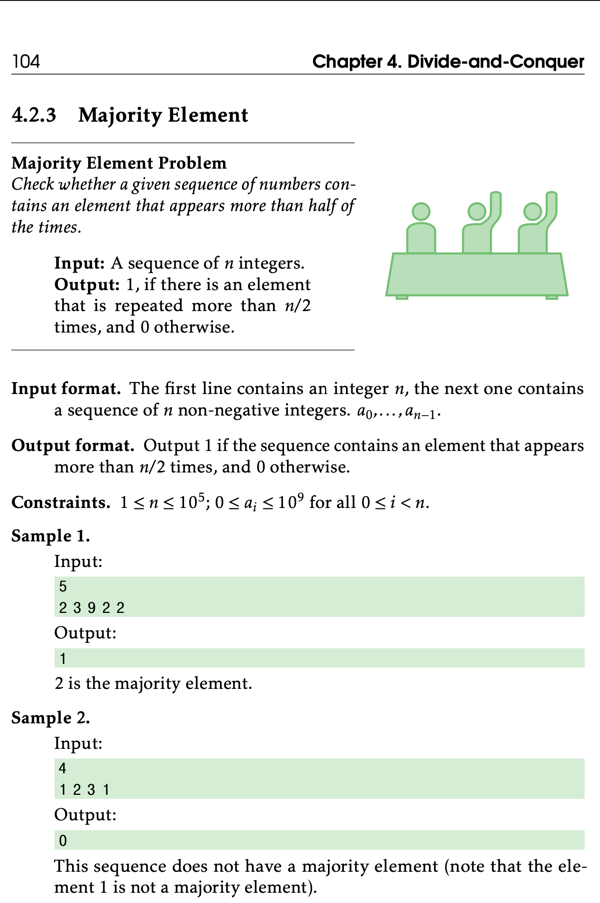 104
Chapter 4. Divide-and-Conquer
4.2.3 Majority Element
Majority Element Problem
Check whether a given sequence of numbers con-
tains an element that appears more than half of
the times.
Input: A sequence of n integers.
Output: 1, if there is an element
that is repeated more than n/2
times, and 0 otherwise.
Input format. The first line contains an integer n, the next one contains
a sequence of n non-negative integers. a₀,...,aₙ₋₁.
Output format. Output 1 if the sequence contains an element that appears
more than n/2 times, and 0 otherwise.
Constraints. 1 ≤ n ≤ 10⁵; 0 ≤ aᵢ ≤ 10⁹ for all 0 ≤ i < n.
Sample 1.
Input:
5
2 3 9 2 2
Output:
1
2 is the majority element.
Sample 2.
Input:
4
1 2 3 1
Output:
0
This sequence does not have a majority element (note that the ele-
ment 1 is not a majority element).